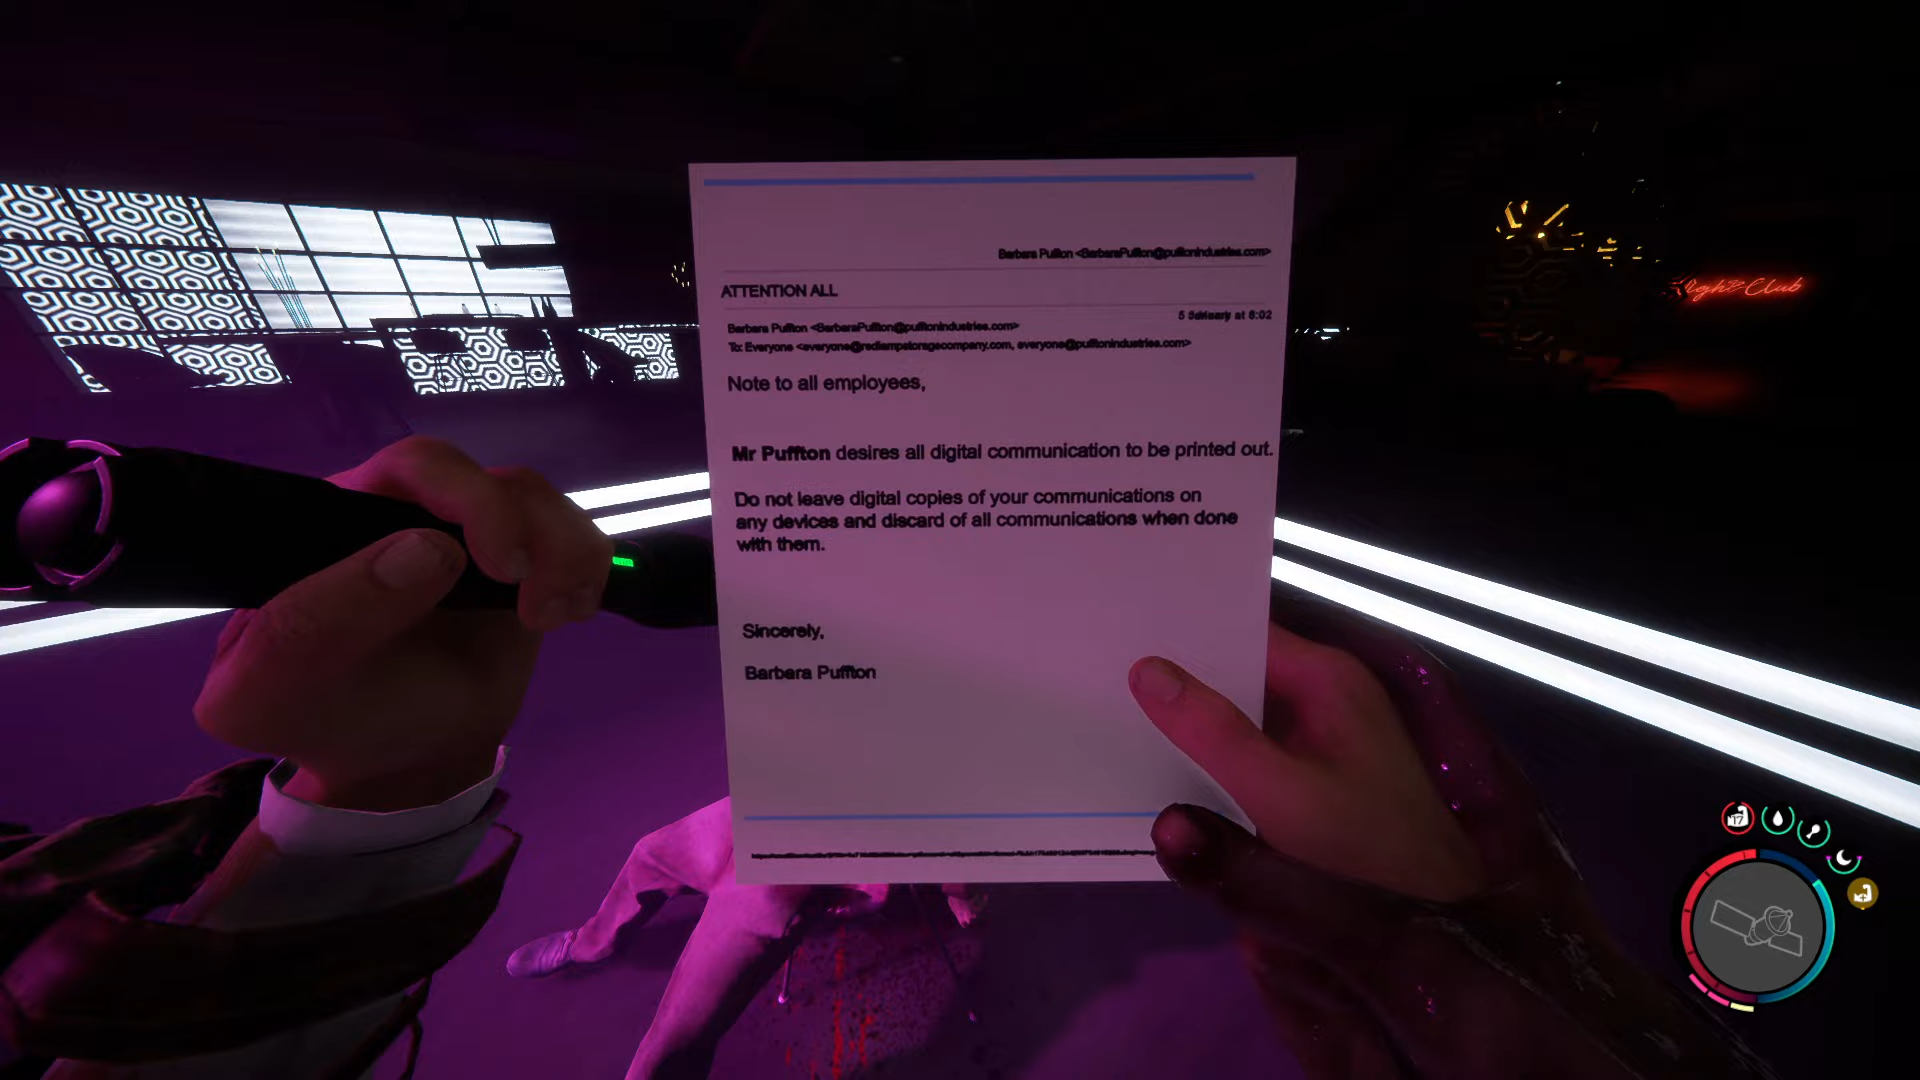 Barbara Puffton <BarbaraPuffton@pufftonindustries.com>
ATTENTION ALL
5 at 6:02
Barbara Puffton <BarbaraPuffton@pufftonindustries.com>
To: Everyone <everyone@redlampstoragecompany.com, everyone@pufftonindustries.com>
Note to all employees,
Mr Puffton desires all digital communication to be printed out.
Do not leave digital copies of your communications on
any devices and discard of all communications when done
with them.
Sincerely,
Barbara Puffton
Club
17